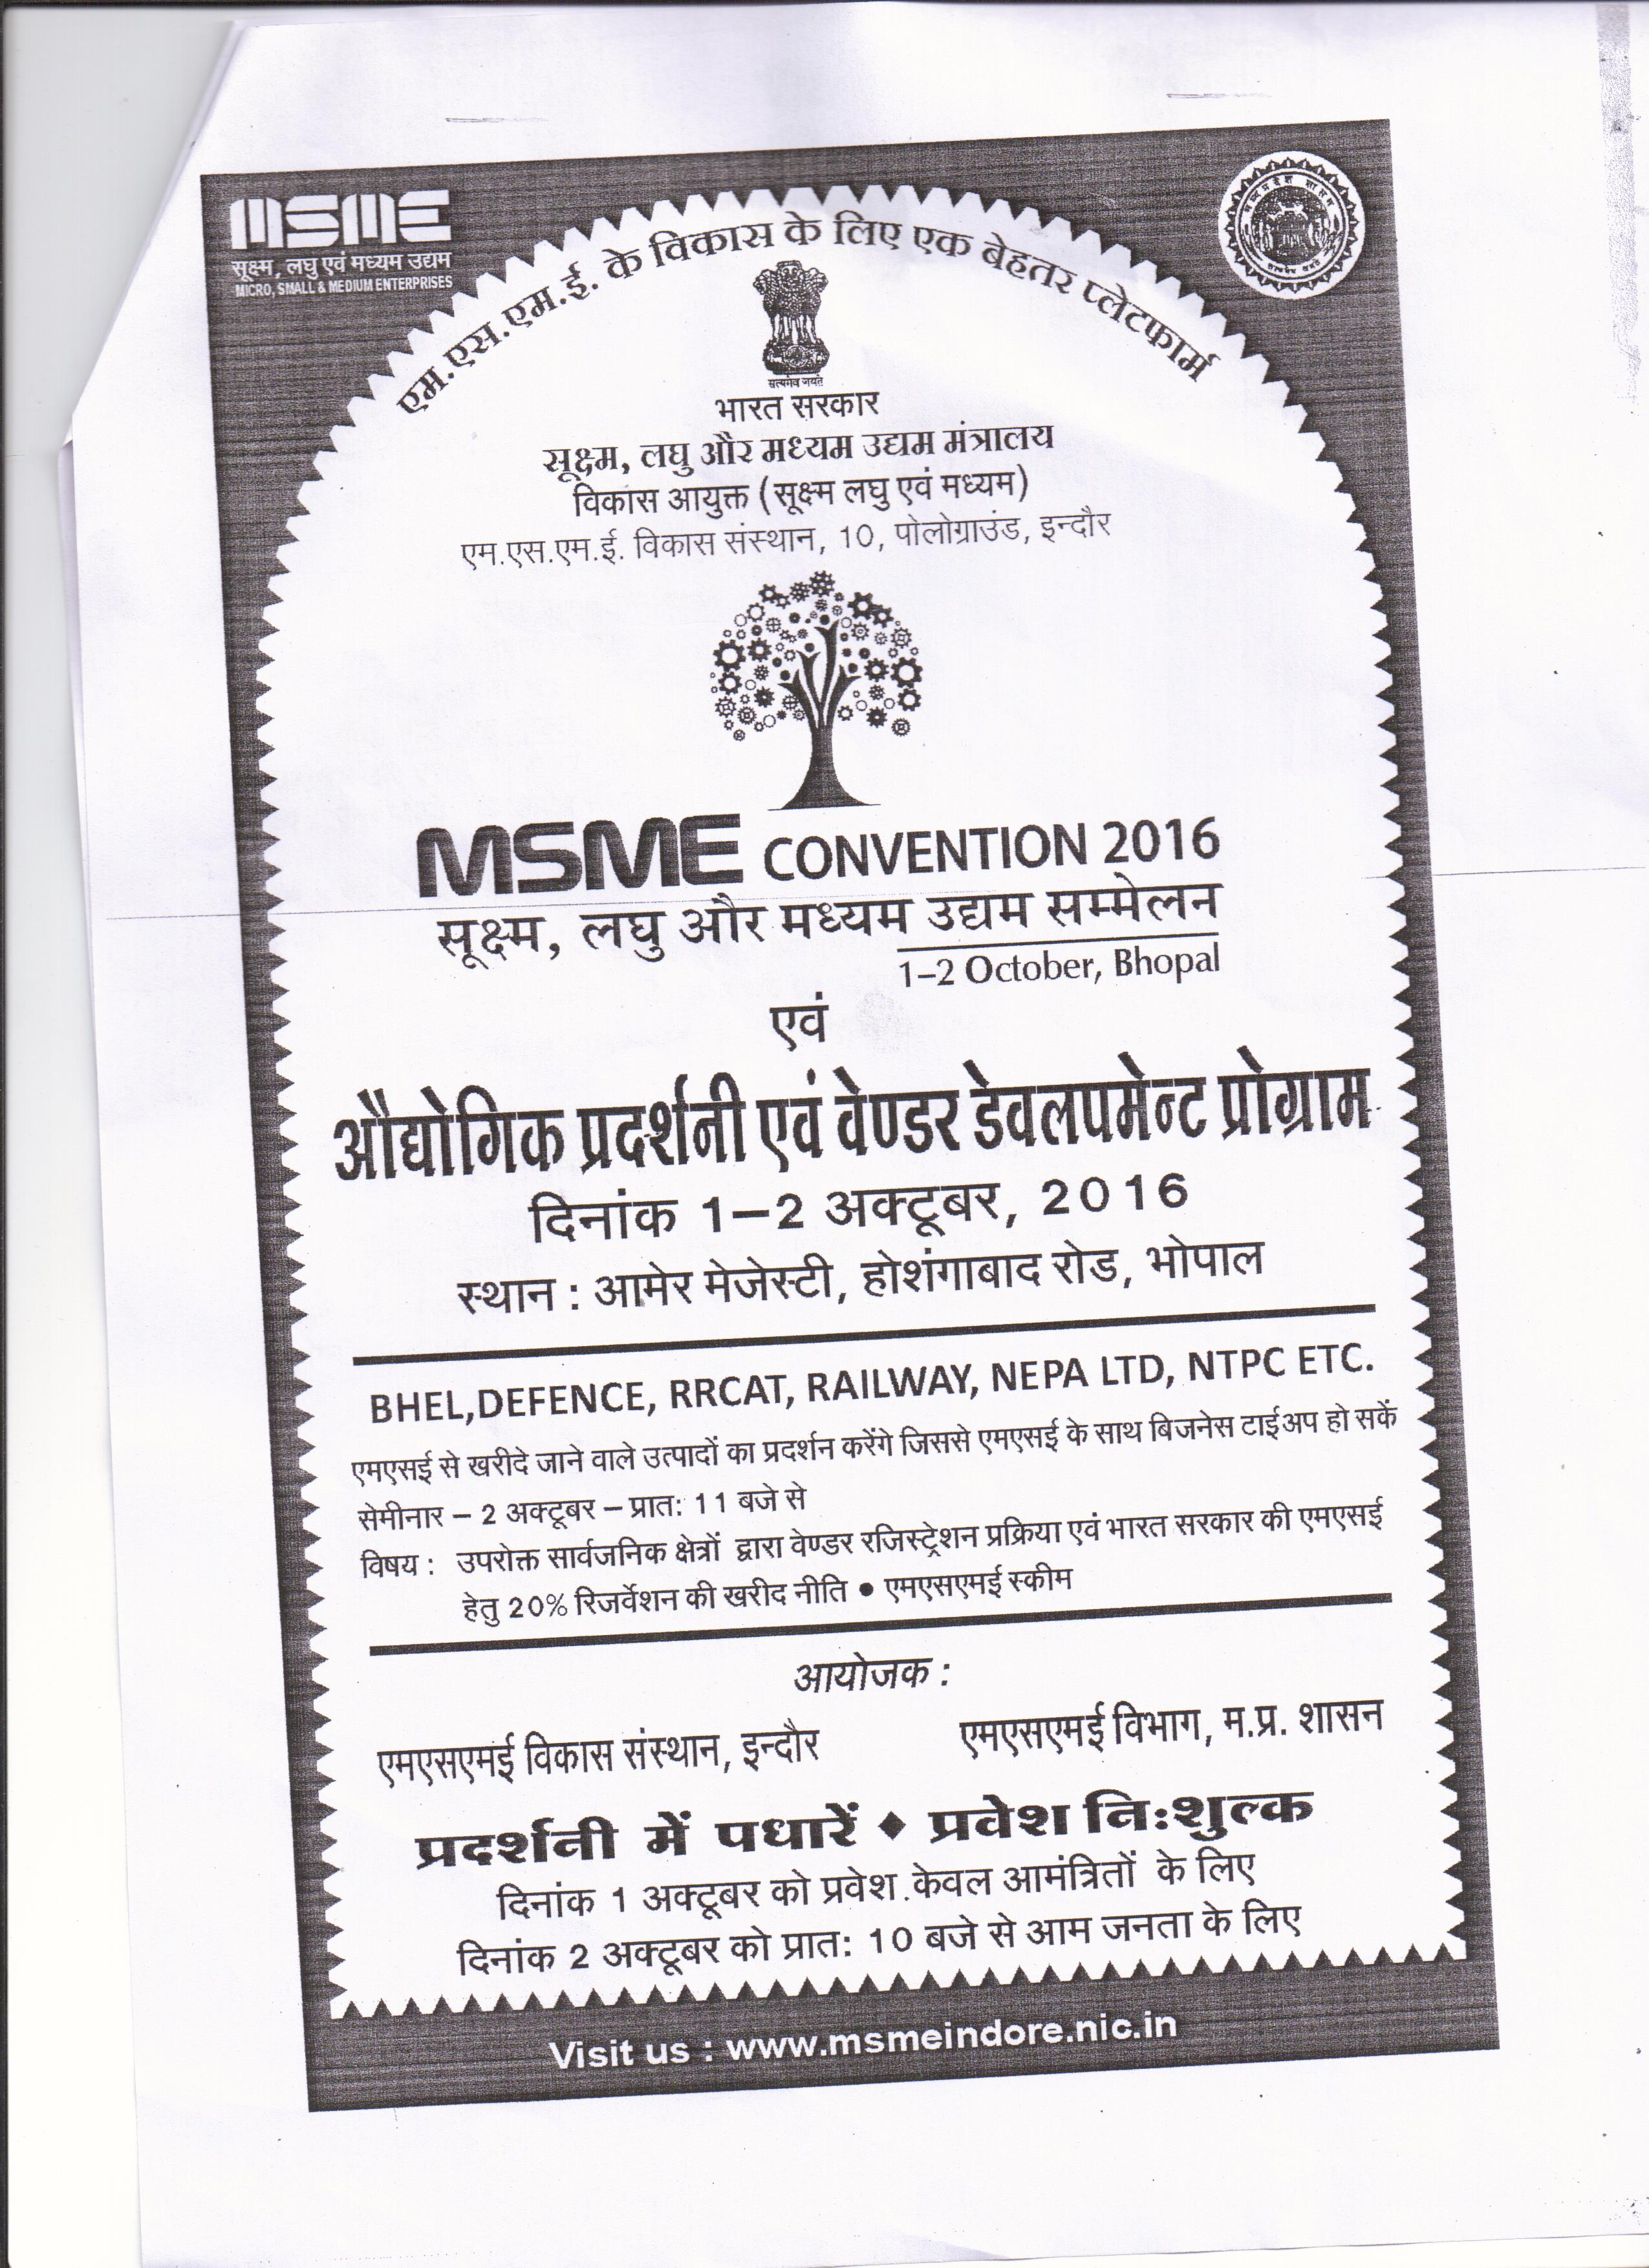 MSME
सूक्ष्म, लघु एवं मध्यम उद्यम
MICRO, SMALL & MEDIUM ENTERPRISES
एम.एस.एम.ई. के विकास के लिए एक बेहतर प्लेटफार्म
सत्यमेव जयते
भारत सरकार
सूक्ष्म, लघु और मध्यम उद्यम मंत्रालय
विकास आयुक्त (सूक्ष्म लघु एवं मध्यम)
एम.एस.एम.ई. विकास संस्थान, 10, पोलोग्राउंड, इन्दौर
MSME CONVENTION 2016
सूक्ष्म, लघु और मध्यम उद्यम सम्मेलन
1–2 October, Bhopal
एवं
औद्योगिक प्रदर्शनी एवं वेण्डर डेवलपमेन्ट प्रोग्राम
दिनांक 1–2 अक्टूबर, 2016
स्थान : आमेर मेजेस्टी, होशंगाबाद रोड, भोपाल
BHEL,DEFENCE, RRCAT, RAILWAY, NEPA LTD, NTPC ETC.
एमएसई से खरीदे जाने वाले उत्पादों का प्रदर्शन करेंगे जिससे एमएसई के साथ बिजनेस टाईअप हो सकें
सेमीनार – 2 अक्टूबर – प्रात: 11 बजे से
विषय : उपरोक्त सार्वजनिक क्षेत्रों द्वारा वेण्डर रजिस्ट्रेशन प्रक्रिया एवं भारत सरकार की एमएसई
हेतु 20% रिजर्वेशन की खरीद नीति • एमएसएमई स्कीम
आयोजक :
एमएसएमई विकास संस्थान, इन्दौर एमएसएमई विभाग, म.प्र. शासन
प्रदर्शनी में पधारें ♦ प्रवेश नि:शुल्क
दिनांक 1 अक्टूबर को प्रवेश केवल आमंत्रितों के लिए
दिनांक 2 अक्टूबर को प्रात: 10 बजे से आम जनता के लिए
Visit us : www.msmeindore.nic.in